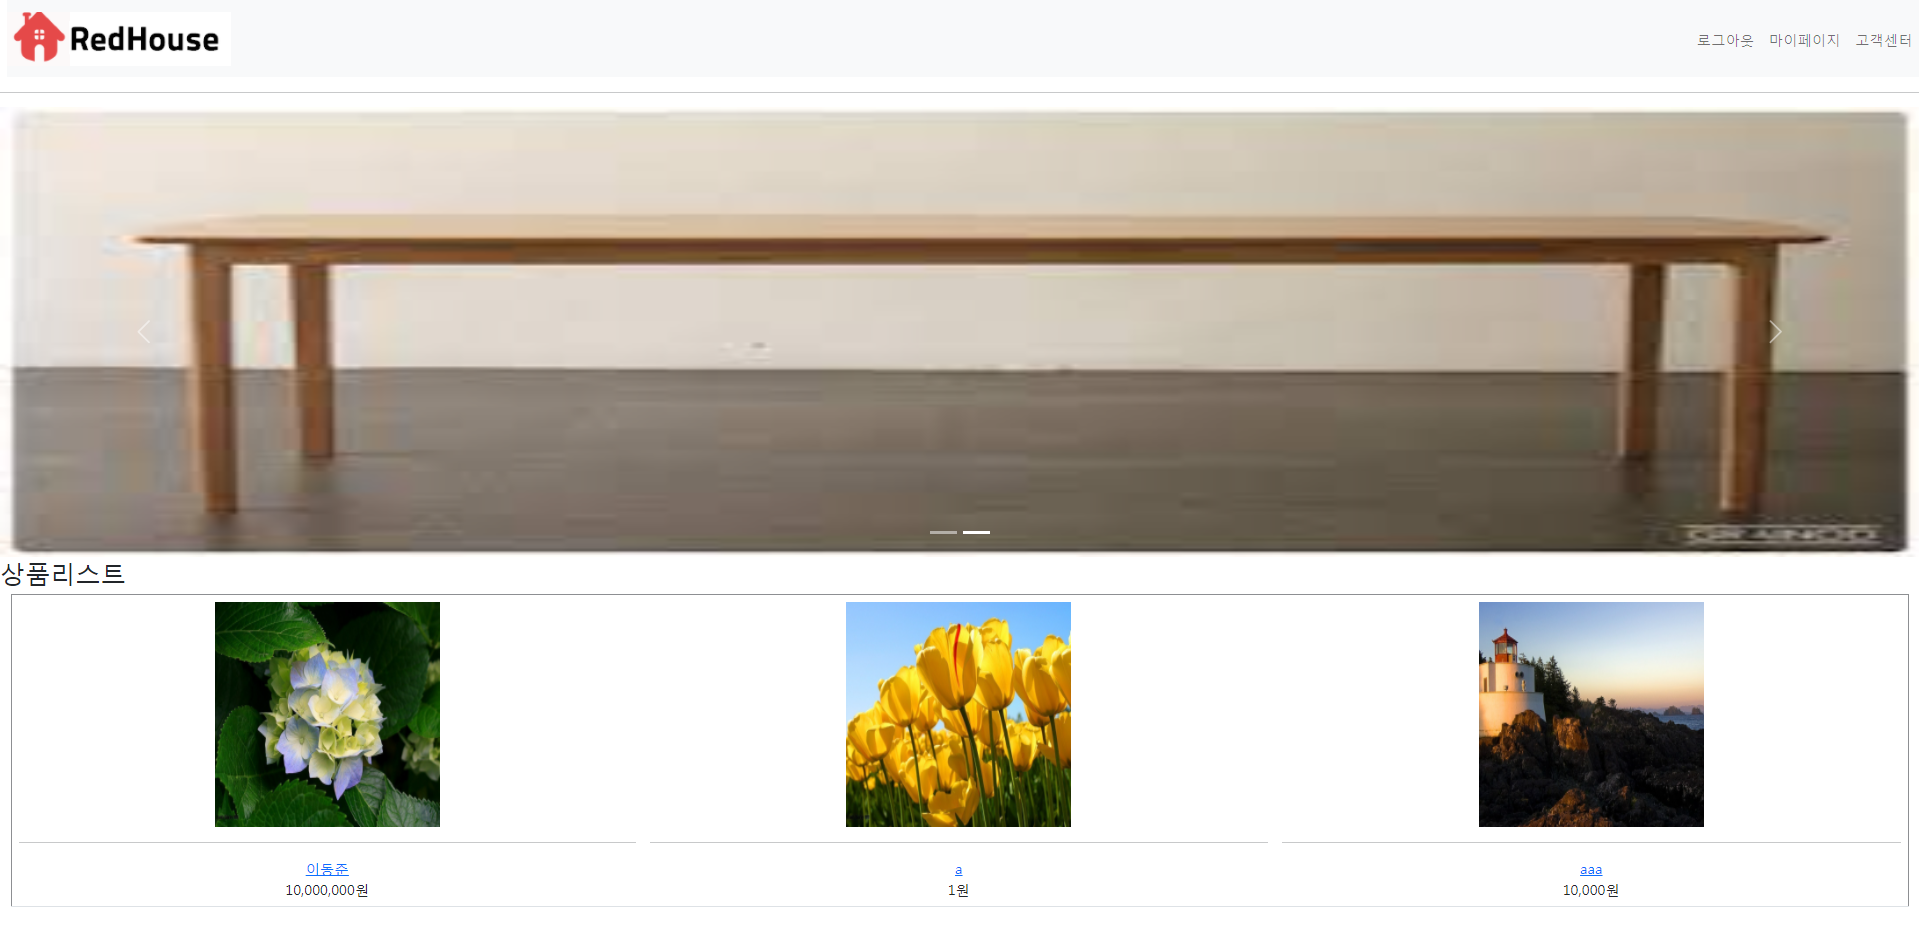 RedHouse
로그아웃 마이페이지 고객센터
상품리스트
이동준
10,000,000원
a
1원
aaa
10,000원